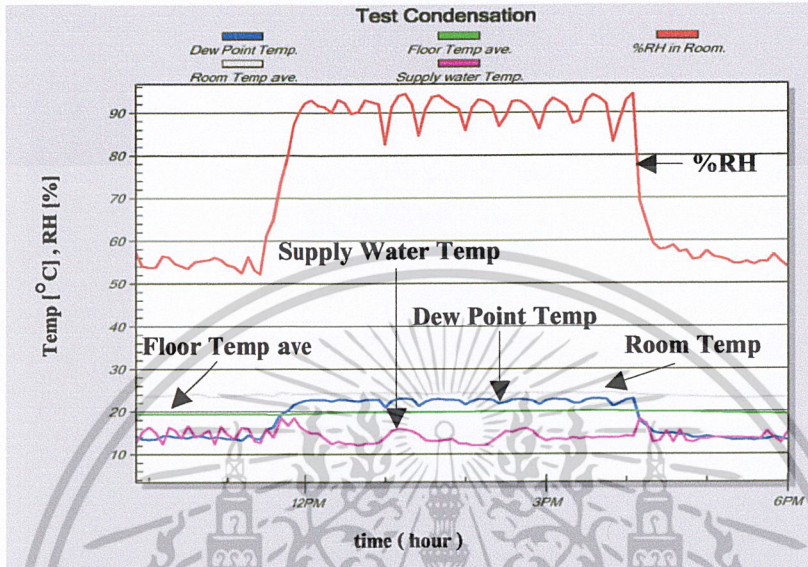 Test Condensation
Dew Point Temp.
Floor Temp ave.
%RH in Room.
Room Temp ave.
Supply water Temp.
Temp [°C] , RH [%]
90
80
70
60
50
40
30
20
10
%RH
Supply Water Temp
Dew Point Temp
Floor Temp ave
Room Temp
12PM
3PM
6PM
time ( hour )